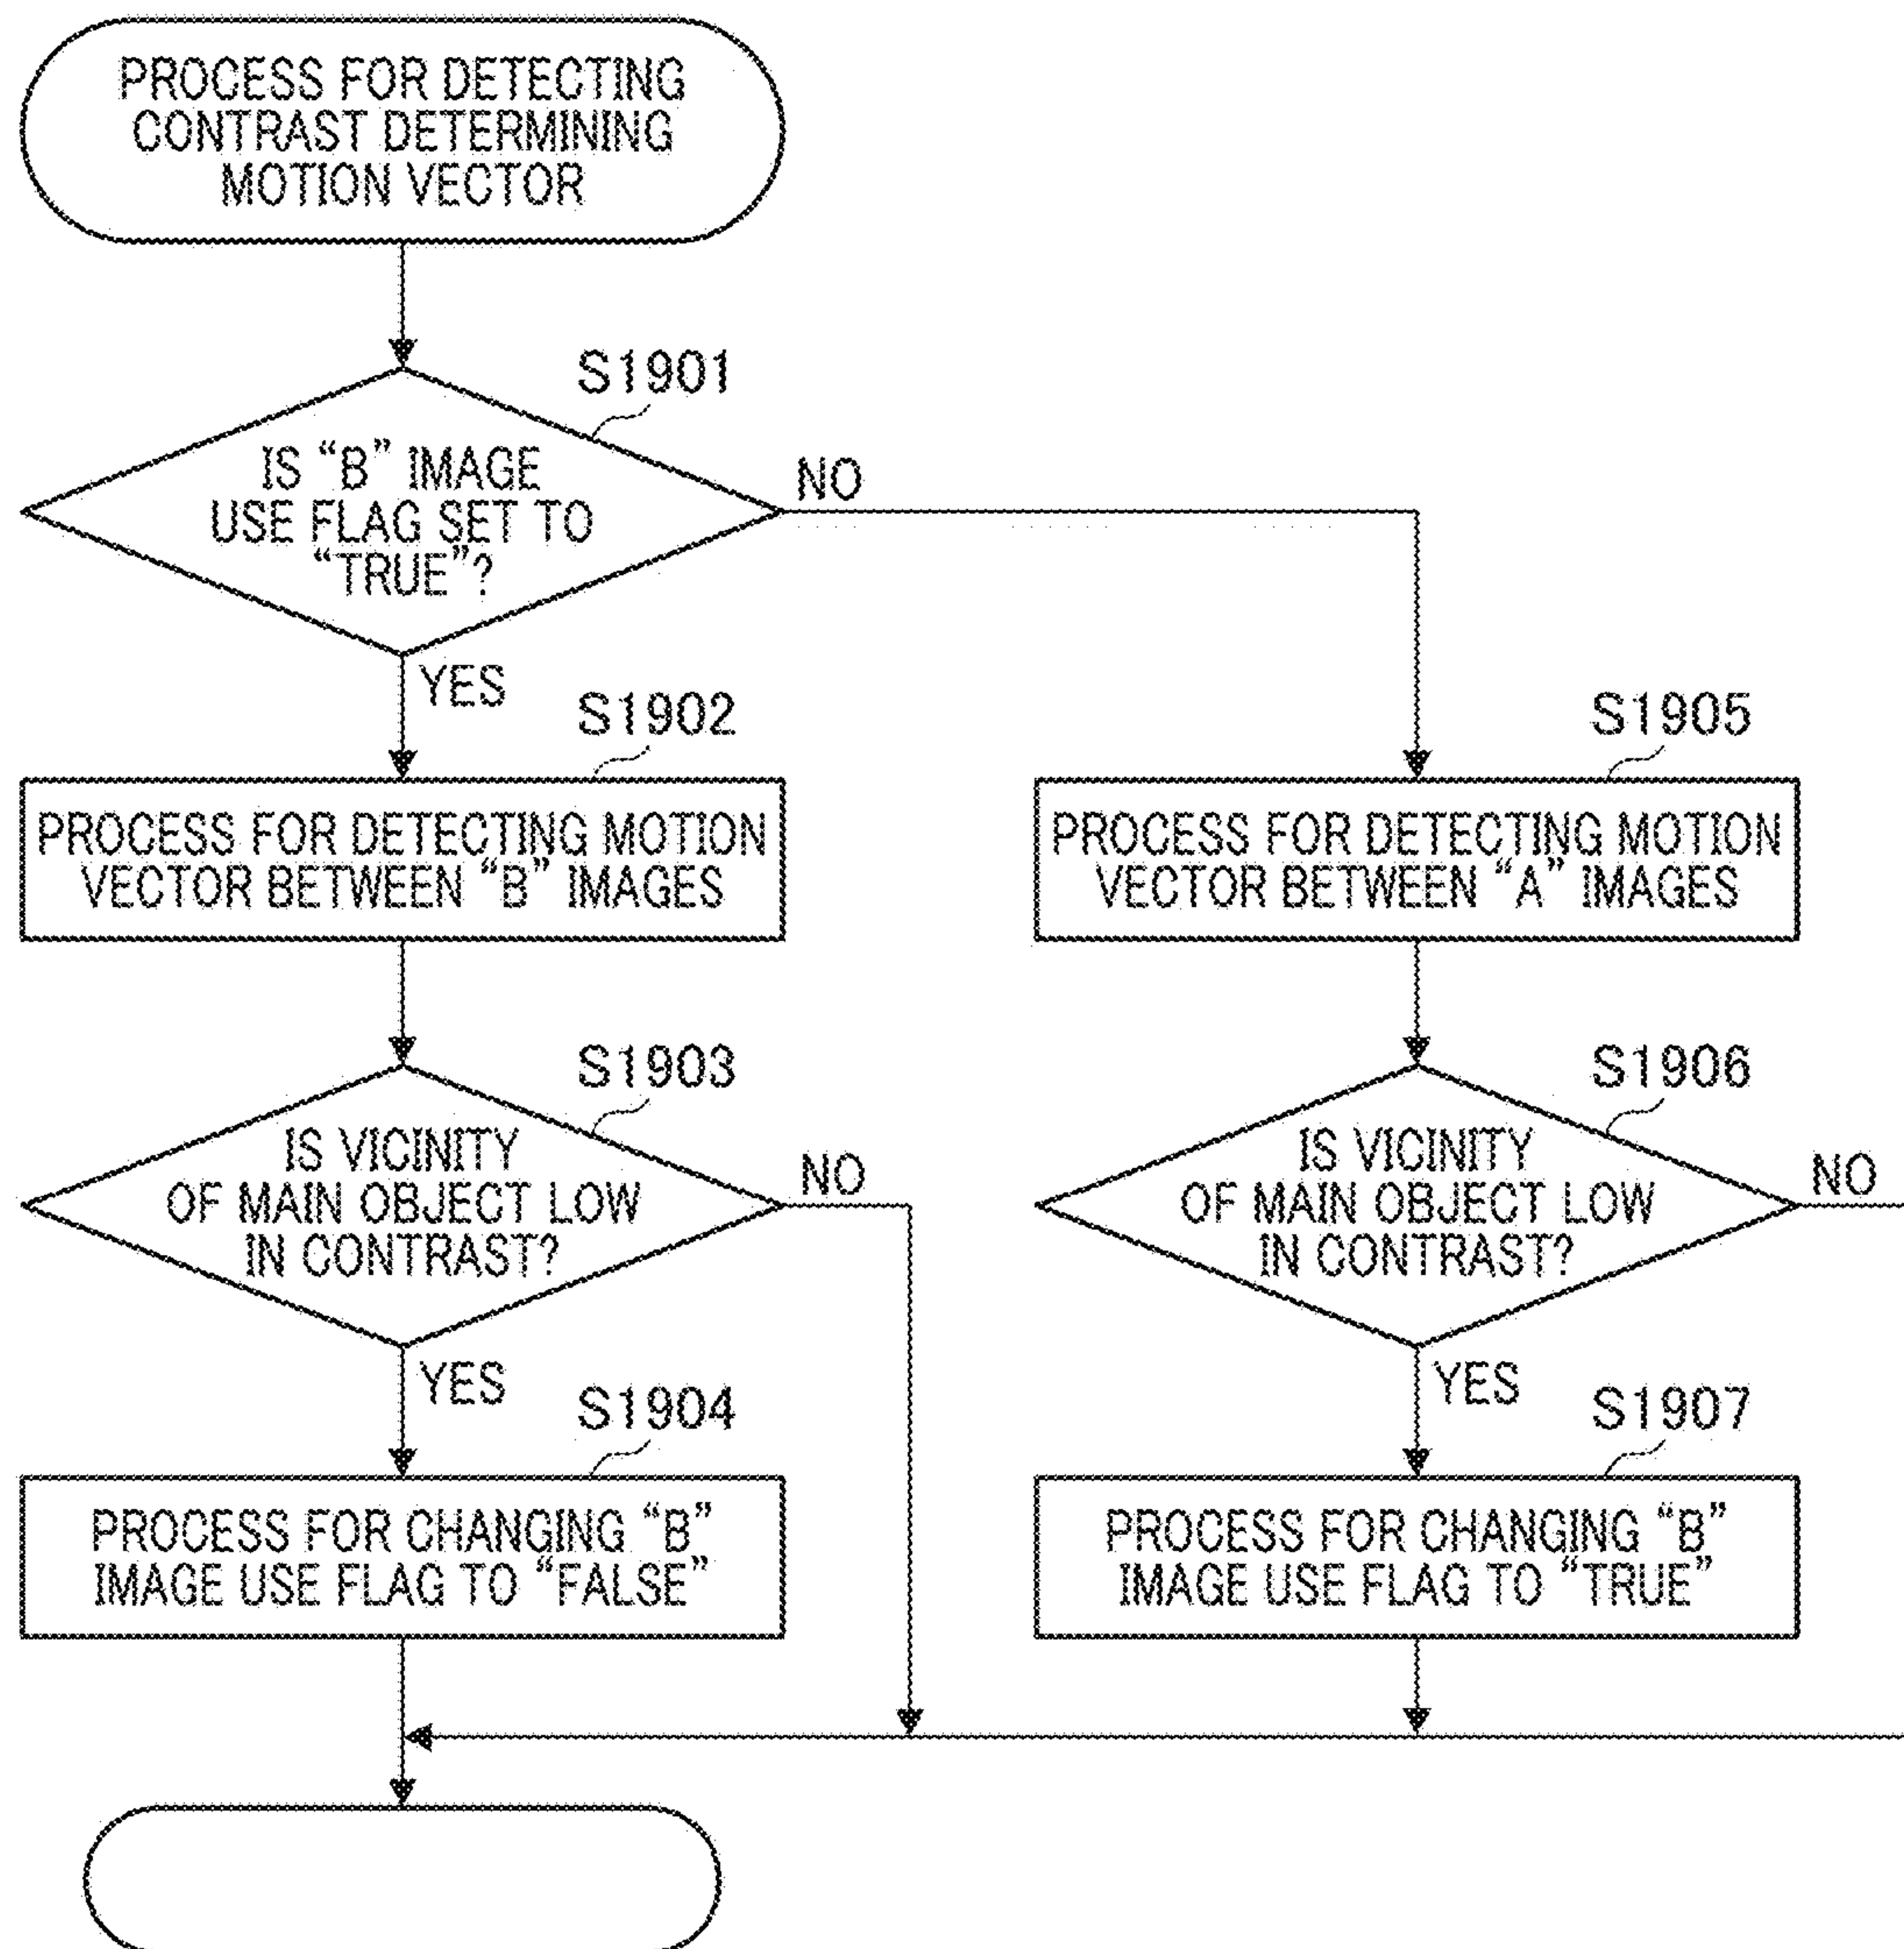 PROCESS FOR DETECTING
CONTRAST DETERMINING
MOTION VECTOR
S1901
IS “B” IMAGE
USE FLAG SET TO
“TRUE”?
NO
YES
S1902
PROCESS FOR DETECTING MOTION
VECTOR BETWEEN “B” IMAGES
S1905
PROCESS FOR DETECTING MOTION
VECTOR BETWEEN “A” IMAGES
S1903
IS VICINITY
OF MAIN OBJECT LOW
IN CONTRAST?
NO
YES
S1906
IS VICINITY
OF MAIN OBJECT LOW
IN CONTRAST?
NO
YES
S1904
PROCESS FOR CHANGING “B”
IMAGE USE FLAG TO “FALSE”
S1907
PROCESS FOR CHANGING “B”
IMAGE USE FLAG TO “TRUE”